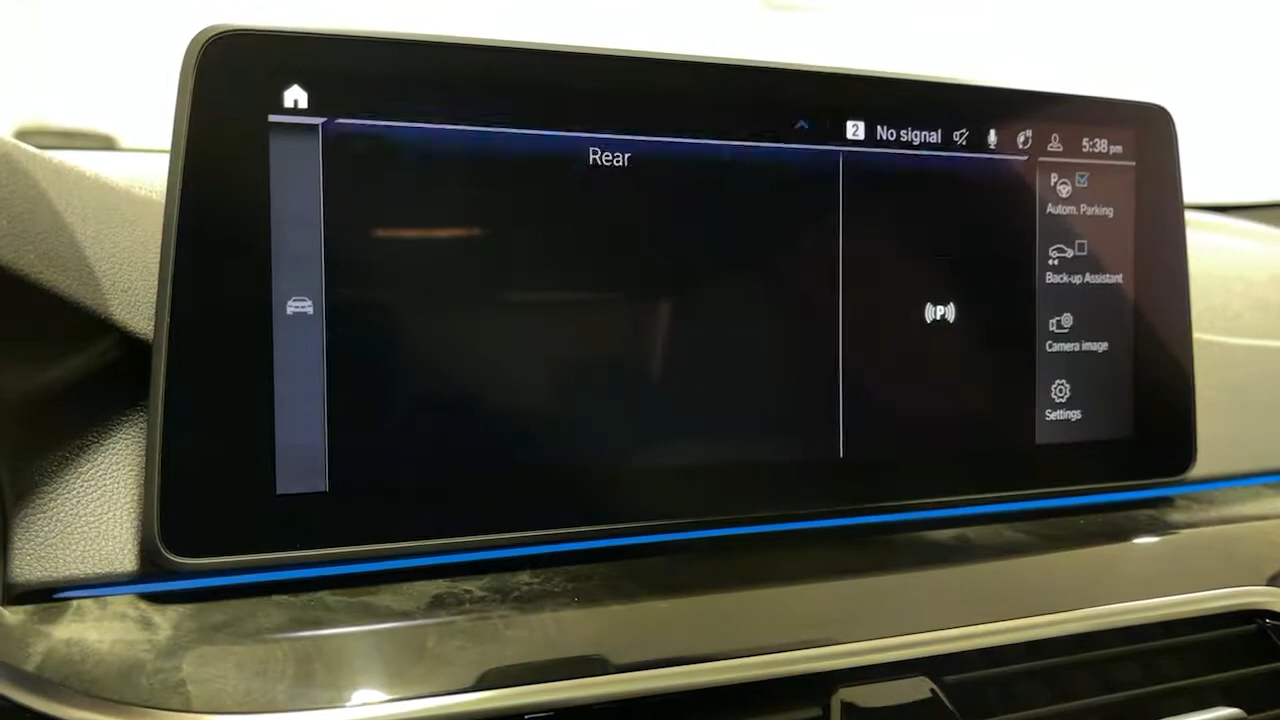 2 No signal
5:38 pm
Rear
P
Autom. Parking
Back-up Assistant
P
Camera image
Settings